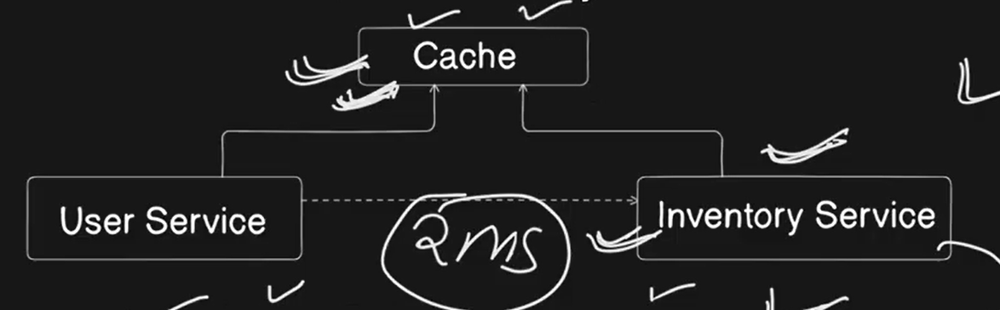 Cache
User Service
Inventory Service
2ms